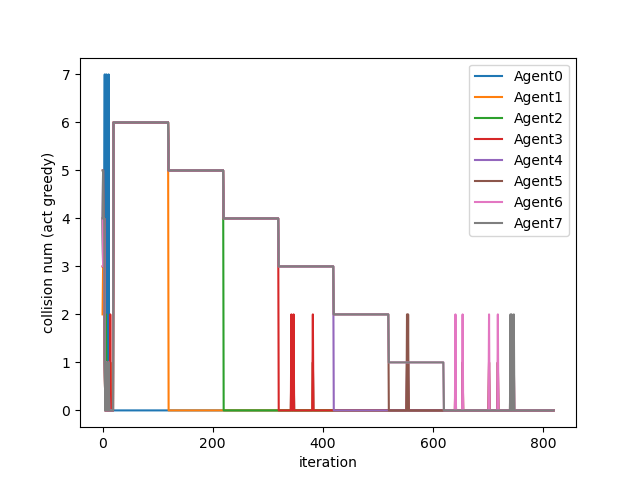 collision num (act greedy)
7
6
5
4
3
2
1
0
0 200 400 600 800
iteration
Agent0
Agent1
Agent2
Agent3
Agent4
Agent5
Agent6
Agent7